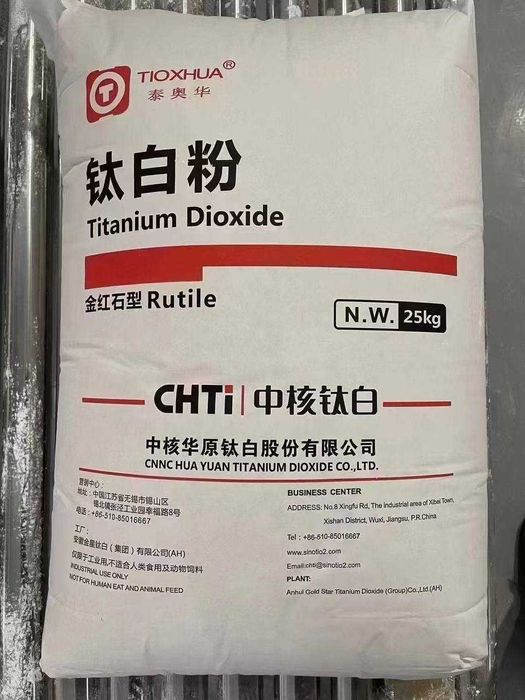 TIOXHUA®
泰奥华
钛白粉
Titanium Dioxide
金红石型 Rutile
N.W. 25kg
CHTi 中核钛白
中核华原钛白股份有限公司
CNNC HUA YUAN TITANIUM DIOXIDE CO.,LTD.
营销中心:
地址: 中国江苏省无锡市锡山区
锡北镇张泾工业园幸福路8号
电话: +86-510-85016667
工厂:
安徽金星钛白(集团)有限公司(AH)
仅限于工业用,不适合人类食用及动物饲料
INDUSTRIAL USE ONLY
NOT FOR HUMAN EAT AND ANIMAL FEED
BUSINESS CENTER
ADDRESS: No.8 Xingfu Rd, The industrial area of Xibei Town,
Xishan District, Wuxi, Jiangsu, P.R.China
Tel: +86-510-85016667
www.sinotio2.com
Email:chti@sinotio2.com
PLANT:
Anhui Gold Star Titanium Dioxide (Group)Co.,Ltd.(AH)